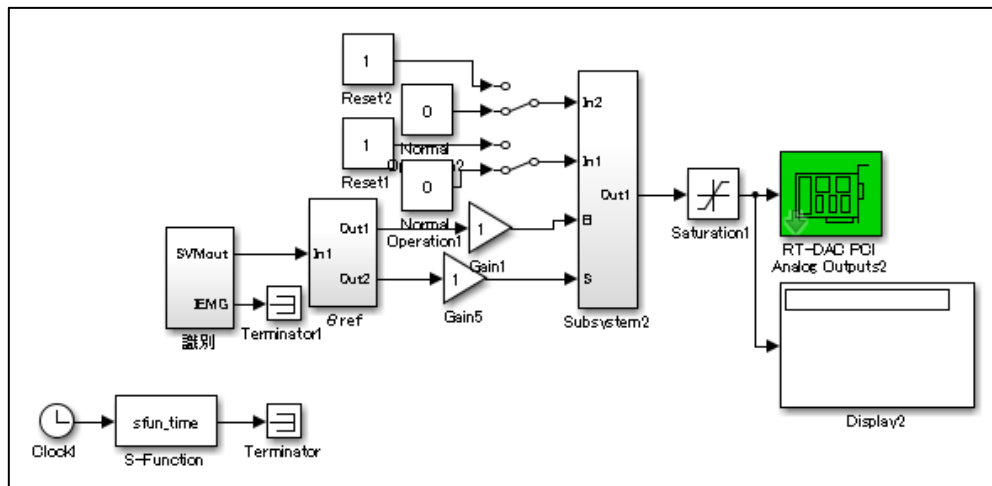 1
Reset2
0
Normal
1
Reset1
0
Normal
Operation1
In2
In1
E
S
Out1
Subsystem2
Saturation1
RT-DAC PCI
Analog Outputs2
Display2
SVMout
IEMG
識別
Terminator1
In1
Out1
Out2
θref
1
Gain1
1
Gain5
Clock1
sfun_time
S-Function
Terminator